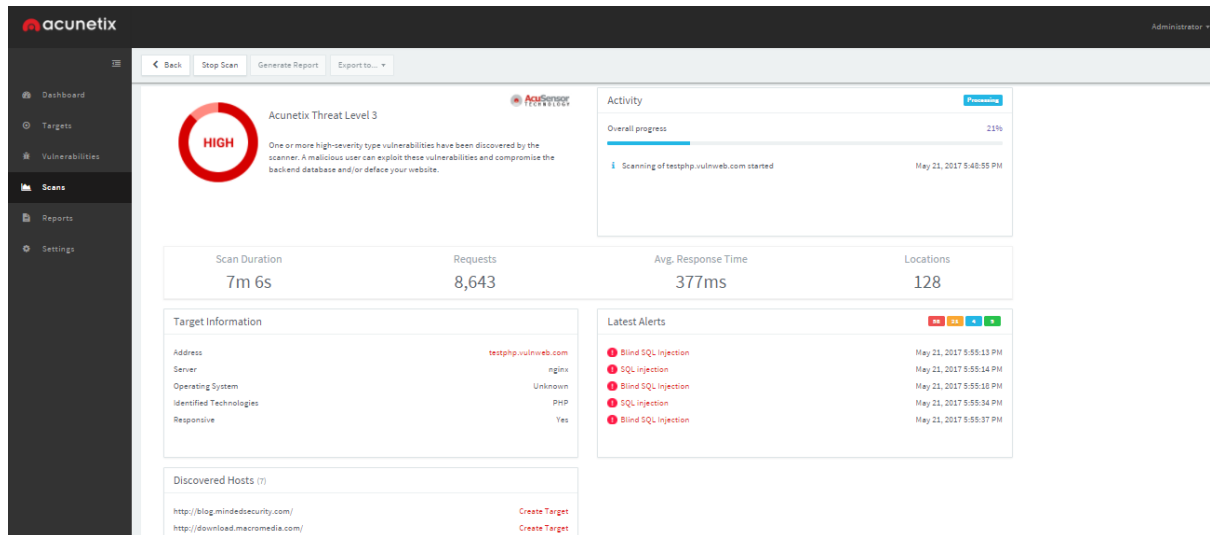 acunetix
Administrator
Back
Stop Scan
Generate Report
Export to...
Dashboard
Targets
Vulnerabilities
Scans
Reports
Settings
HIGH
AcuSensor
TECHNOLOGY
Acunetix Threat Level 3
One or more high-severity type vulnerabilities have been discovered by the
scanner. A malicious user can exploit these vulnerabilities and compromise the
backend database and/or deface your website.
Activity
Processing
Overall progress
21%
Scanning of testphp.vulnweb.com started
May 21, 2017 5:48:55 PM
Scan Duration
7m 6s
Requests
8,643
Avg. Response Time
377ms
Locations
128
Target Information
Address
testphp.vulnweb.com
Server
nginx
Operating System
Unknown
Identified Technologies
PHP
Responsive
Yes
Latest Alerts
Blind SQL Injection
May 21, 2017 5:55:13 PM
SQL injection
May 21, 2017 5:55:14 PM
Blind SQL Injection
May 21, 2017 5:55:18 PM
SQL injection
May 21, 2017 5:55:34 PM
Blind SQL Injection
May 21, 2017 5:55:37 PM
Discovered Hosts (7)
http://blog.mindedsecurity.com/
Create Target
http://download.macromedia.com/
Create Target